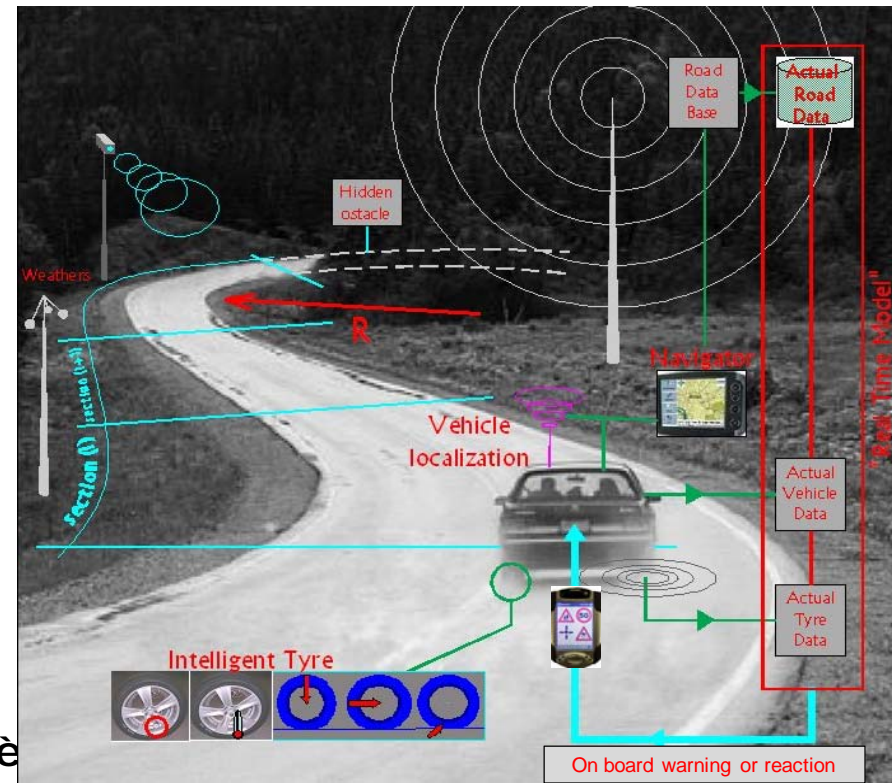 Road
Data
Base
Actual
Road
Data
Hidden
ostacle
Weathers
R
section (i+1)
section (i)
Navigator
Vehicle
localization
"Real Time Model"
Actual
Vehicle
Data
Actual
Tyre
Data
50
Intelligent Tyre
è
On board warning or reaction